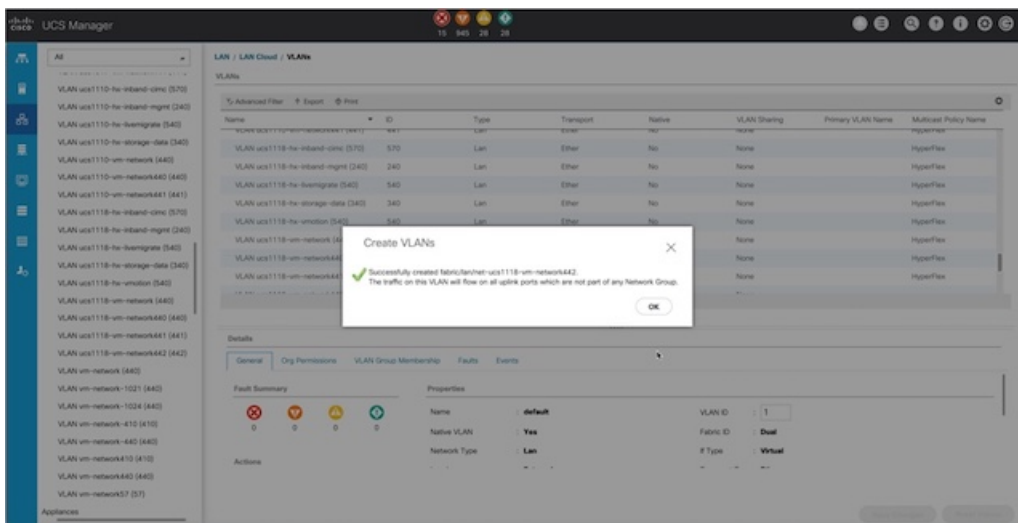 cisco UCS Manager
15 945 28 28
All
VLAN ucs1110-hx-inband-cimc (570)
VLAN ucs1110-hx-inband-mgmt (240)
VLAN ucs1110-hx-livemigrate (540)
VLAN ucs1110-hx-storage-data (340)
VLAN ucs1110-vm-network (440)
VLAN ucs1110-vm-network440 (440)
VLAN ucs1110-vm-network441 (441)
VLAN ucs1118-hx-inband-cimc (570)
VLAN ucs1118-hx-inband-mgmt (240)
VLAN ucs1118-hx-livemigrate (540)
VLAN ucs1118-hx-storage-data (340)
VLAN ucs1118-hx-vmotion (540)
VLAN ucs1118-vm-network (440)
VLAN ucs1118-vm-network440 (440)
VLAN ucs1118-vm-network441 (441)
VLAN ucs1118-vm-network442 (442)
VLAN vm-network (440)
VLAN vm-network-1021 (440)
VLAN vm-network-1024 (440)
VLAN vm-network-410 (410)
VLAN vm-network-440 (440)
VLAN vm-network410 (410)
VLAN vm-network440 (440)
VLAN vm-network57 (57)
Appliances
LAN / LAN Cloud / VLANs
VLANs
Advanced Filter Export Print
Name ID Type Transport Native VLAN Sharing Primary VLAN Name Multicast Policy Name
VLAN ucs1118-hx-inband-cimc (570) 570 Lan Ether No None HyperFlex
VLAN ucs1118-hx-inband-mgmt (240) 240 Lan Ether No None HyperFlex
VLAN ucs1118-hx-livemigrate (540) 540 Lan Ether No None HyperFlex
VLAN ucs1118-hx-storage-data (340) 340 Lan Ether No None HyperFlex
VLAN ucs1118-hx-vmotion (540) 540 Lan Ether No None HyperFlex
VLAN ucs1118-vm-network None HyperFlex
VLAN ucs1118-vm-network None HyperFlex
VLAN ucs1118-vm-network None HyperFlex
Create VLANs
Successfully created fabric/lan/net-ucs1118-vm-network442.
The traffic on this VLAN will flow on all uplink ports which are not part of any Network Group.
OK
Details
General Org Permissions VLAN Group Membership Faults Events
Fault Summary
0 0 0 0
Actions
Properties
Name : default VLAN ID : 1
Native VLAN : Yes Fabric ID : Dual
Network Type : Lan If Type : Virtual